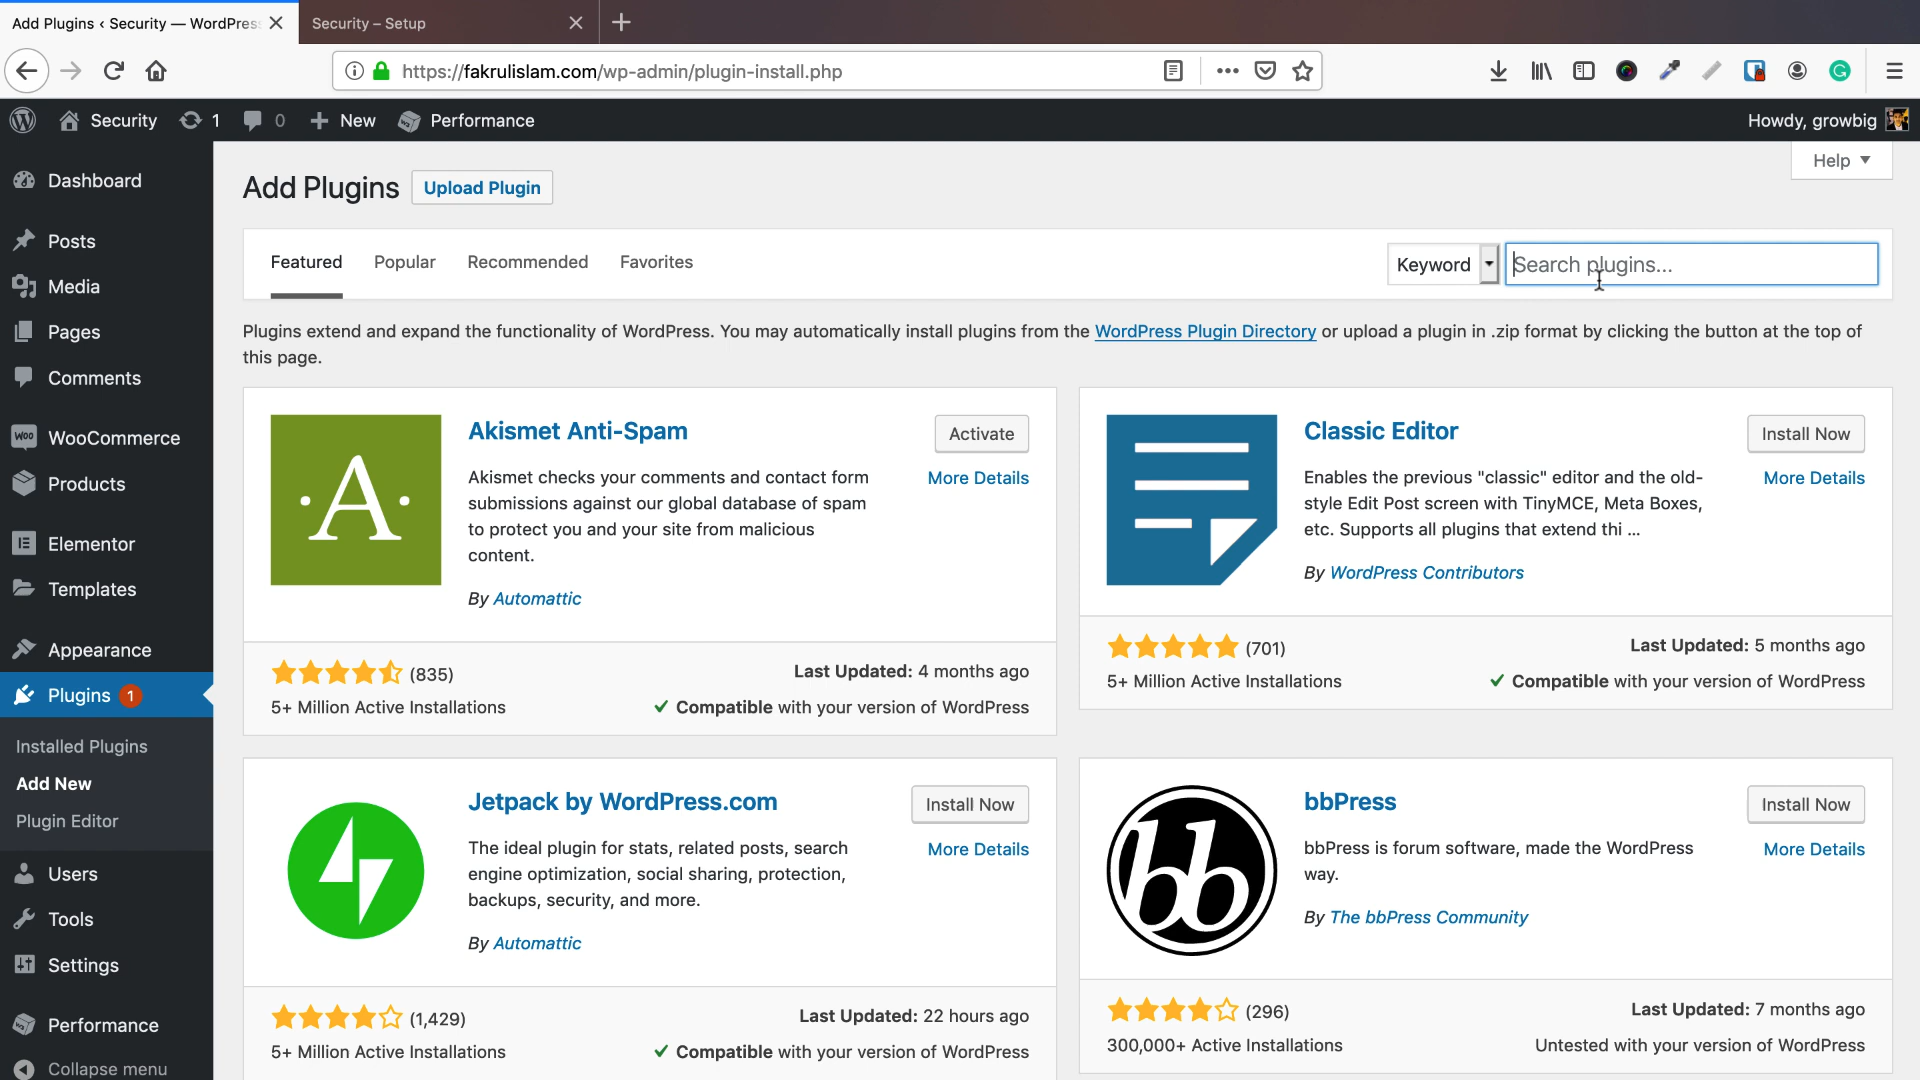 Add Plugins ‹ Security — WordPres
Security – Setup
https://fakrulislam.com/wp-admin/plugin-install.php
Security
1
0
New
Performance
Howdy, growbig
Dashboard
Posts
Media
Pages
Comments
WooCommerce
Products
Elementor
Templates
Appearance
Plugins 1
Installed Plugins
Add New
Plugin Editor
Users
Tools
Settings
Performance
Collapse menu
Help
Add Plugins
Upload Plugin
Featured
Popular
Recommended
Favorites
Keyword
Search plugins...
Plugins extend and expand the functionality of WordPress. You may automatically install plugins from the WordPress Plugin Directory or upload a plugin in .zip format by clicking the button at the top of
this page.
A
Akismet Anti-Spam
Activate
More Details
Akismet checks your comments and contact form
submissions against our global database of spam
to protect you and your site from malicious
content.
By Automattic
(835)
5+ Million Active Installations
Last Updated: 4 months ago
Compatible with your version of WordPress
Classic Editor
Install Now
More Details
Enables the previous "classic" editor and the old-
style Edit Post screen with TinyMCE, Meta Boxes,
etc. Supports all plugins that extend thi ...
By WordPress Contributors
(701)
5+ Million Active Installations
Last Updated: 5 months ago
Compatible with your version of WordPress
Jetpack by WordPress.com
Install Now
More Details
The ideal plugin for stats, related posts, search
engine optimization, social sharing, protection,
backups, security, and more.
By Automattic
(1,429)
5+ Million Active Installations
Last Updated: 22 hours ago
Compatible with your version of WordPress
bb
bbPress
Install Now
More Details
bbPress is forum software, made the WordPress
way.
By The bbPress Community
(296)
300,000+ Active Installations
Last Updated: 7 months ago
Untested with your version of WordPress